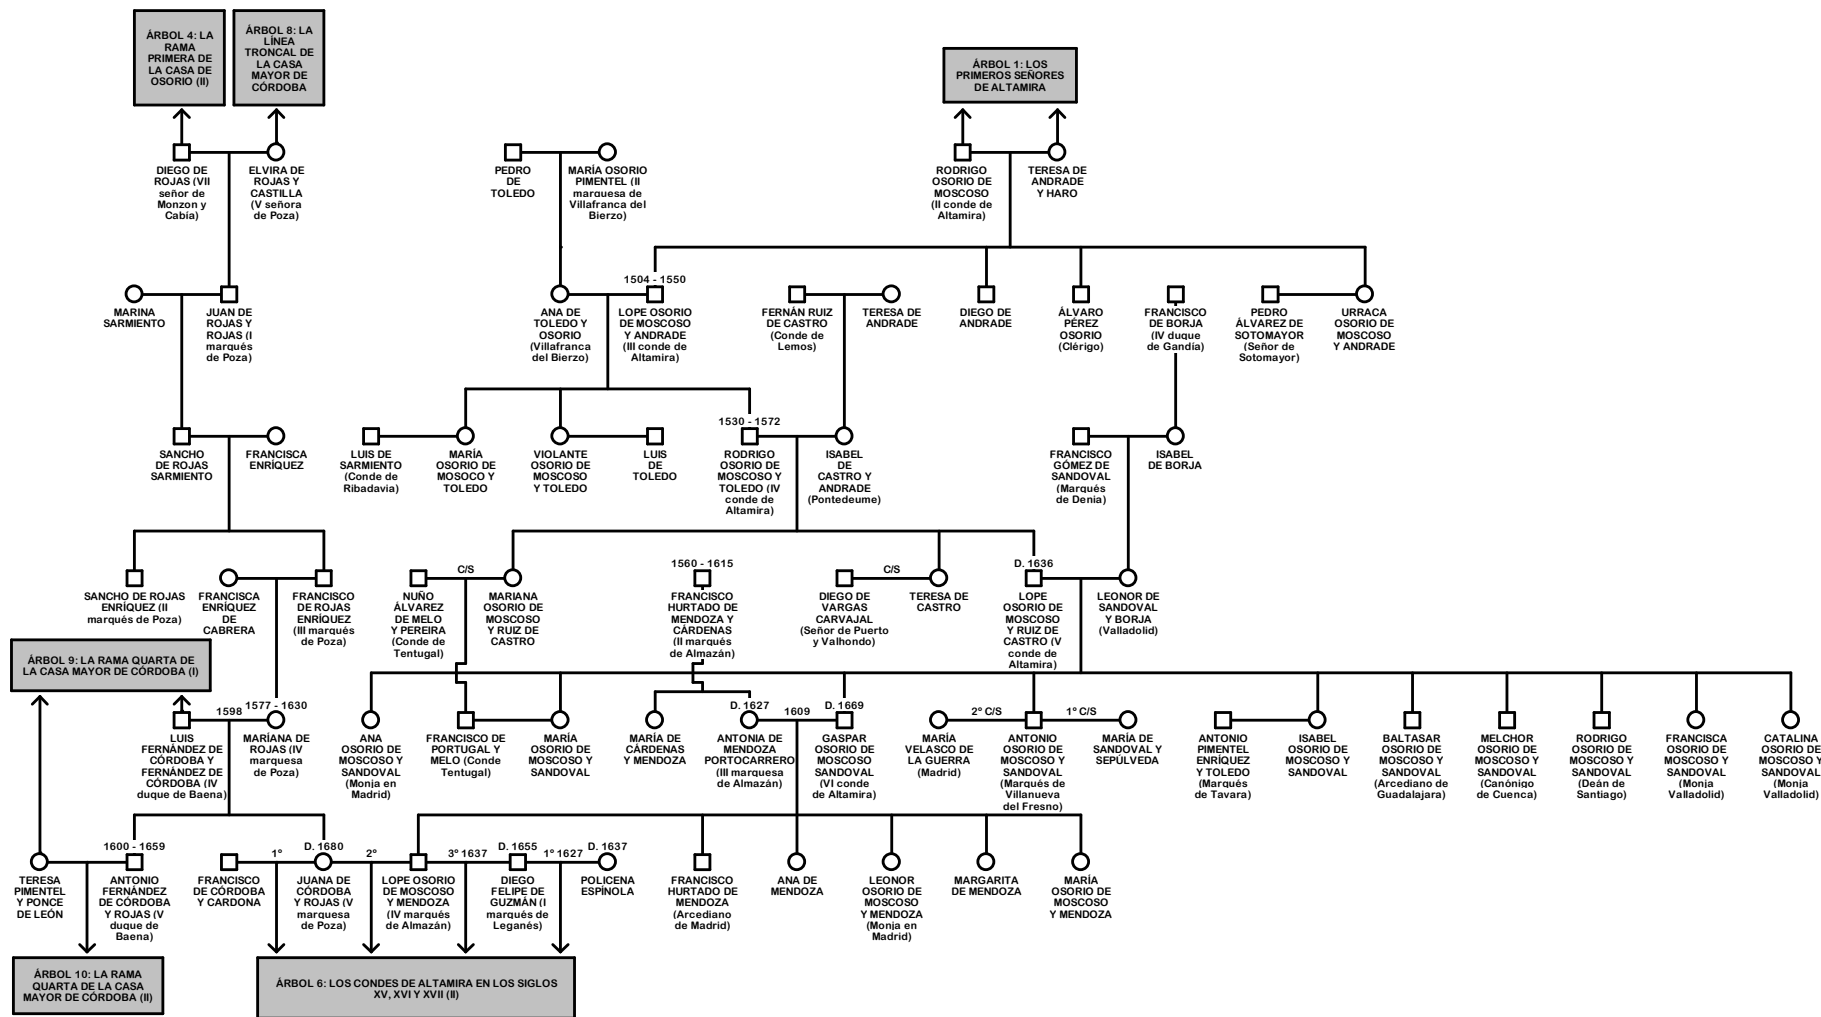 ÁRBOL 4: LA
RAMA
PRIMERA DE
LA CASA DE
OSORIO (II)
ÁRBOL 8: LA
LÍNEA
TRONCAL DE
LA CASA
MAYOR DE
CÓRDOBA
ÁRBOL 1: LOS
PRIMEROS SEÑORES
DE ALTAMIRA
DIEGO DE
ROJAS (VII
señor de
Monzon y
Cabía)
ELVIRA DE
ROJAS Y
CASTILLA
(V señora
de Poza)
PEDRO
DE
TOLEDO
MARÍA OSORIO
PIMENTEL (II
marquesa de
Villafranca del
Bierzo)
RODRIGO
OSORIO DE
MOSCOSO
(II conde de
Altamira)
TERESA DE
ANDRADE
Y HARO
1504 - 1550
MARINA
SARMIENTO
JUAN DE
ROJAS Y
ROJAS (I
marqués
de Poza)
ANA DE
TOLEDO Y
OSORIO
(Villafranca
del Bierzo)
LOPE OSORIO
DE MOSCOSO
Y ANDRADE
(III conde de
Altamira)
FERNÁN RUIZ
DE CASTRO
(Conde de
Lemos)
TERESA DE
ANDRADE
DIEGO DE
ANDRADE
ÁLVARO
PÉREZ
OSORIO
(Clérigo)
FRANCISCO
DE BORJA
(IV duque
de Gandía)
PEDRO
ÁLVAREZ DE
SOTOMAYOR
(Señor de
Sotomayor)
URRACA
OSORIO DE
MOSCOSO
Y ANDRADE
1530 - 1572
SANCHO
DE ROJAS
SARMIENTO
FRANCISCA
ENRÍQUEZ
LUIS DE
SARMIENTO
(Conde de
Ribadavia)
MARÍA
OSORIO DE
MOSOCO Y
TOLEDO
VIOLANTE
OSORIO DE
MOSCOSO
Y TOLEDO
LUIS
DE
TOLEDO
RODRIGO
OSORIO DE
MOSCOSO Y
TOLEDO (IV
conde de
Altamira)
ISABEL
DE
CASTRO Y
ANDRADE
(Pontedeume)
FRANCISCO
GÓMEZ DE
SANDOVAL
(Marqués
de Denia)
ISABEL
DE BORJA
C/S
1560 - 1615
C/S
D. 1636
SANCHO DE ROJAS
ENRÍQUEZ (II
marqués de Poza)
FRANCISCA
ENRÍQUEZ
DE
CABRERA
FRANCISCO
DE ROJAS
ENRÍQUEZ
(III marqués
de Poza)
NUÑO
ÁLVAREZ
DE MELO
Y PEREIRA
(Conde de
Tentugal)
MARIANA
OSORIO DE
MOSCOSO
Y RUIZ DE
CASTRO
FRANCISCO
HURTADO DE
MENDOZA Y
CÁRDENAS
(II marqués
de Almazán)
DIEGO DE
VARGAS
CARVAJAL
(Señor de Puerto
y Valhondo)
TERESA DE
CASTRO
LOPE
OSORIO DE
MOSCOSO
Y RUIZ DE
CASTRO (V
conde de
Altamira)
LEONOR DE
SANDOVAL
Y BORJA
(Valladolid)
ÁRBOL 9: LA RAMA QUARTA DE
LA CASA MAYOR DE CÓRDOBA (I)
1598
1577 - 1630
D. 1627
1609
D. 1669
2º C/S
1º C/S
LUIS
FERNÁNDEZ DE
CÓRDOBA Y
FERNÁNDEZ DE
CÓRDOBA (IV
duque de Baena)
MARÍANA DE
ROJAS (IV
marquesa
de Poza)
ANA
OSORIO DE
MOSCOSO Y
SANDOVAL
(Monja en
Madrid)
FRANCISCO DE
PORTUGAL Y
MELO (Conde
Tentugal)
MARÍA
OSORIO DE
MOSCOSO Y
SANDOVAL
MARÍA DE
CÁRDENAS
Y MENDOZA
ANTONIA DE
MENDOZA
PORTOCARRERO
(III marquesa
de Almazán)
GASPAR
OSORIO DE
MOSCOSO
SANDOVAL
(VI conde
de Altamira)
MARÍA
VELASCO DE
LA GUERRA
(Madrid)
ANTONIO
OSORIO DE
MOSCOSO Y
SANDOVAL
(Marqués de
Villanueva
del Fresno)
MARÍA DE
SANDOVAL Y
SEPÚLVEDA
ANTONIO
PIMENTEL
ENRÍQUEZ
Y TOLEDO
(Marqués
de Tavara)
ISABEL
OSORIO DE
MOSCOSO Y
SANDOVAL
BALTASAR
OSORIO DE
MOSCOSO Y
SANDOVAL
(Arcediano de
Guadalajara)
MELCHOR
OSORIO DE
MOSCOSO Y
SANDOVAL
(Canónigo
de Cuenca)
RODRIGO
OSORIO DE
MOSCOSO Y
SANDOVAL
(Deán de
Santiago)
FRANCISCA
OSORIO DE
MOSCOSO Y
SANDOVAL
(Monja
Valladolid)
CATALINA
OSORIO DE
MOSCOSO Y
SANDOVAL
(Monja
Valladolid)
1600 - 1659
1º
D. 1680
2º
3º 1637
D. 1655
1º 1627
D. 1637
TERESA
PIMENTEL
Y PONCE
DE LEÓN
ANTONIO
FERNÁNDEZ
DE CÓRDOBA
Y ROJAS (V
duque de
Baena)
FRANCISCO
DE CÓRDOBA
Y CARDONA
JUANA DE
CÓRDOBA
Y ROJAS (V
marquesa
de Poza)
LOPE OSORIO
DE MOSCOSO
Y MENDOZA
(IV marqués
de Almazán)
DIEGO
FELIPE DE
GUZMÁN (I
marqués de
Leganés)
POLICENA
ESPÍNOLA
FRANCISCO
HURTADO DE
MENDOZA
(Arcediano
de Madrid)
ANA DE
MENDOZA
LEONOR
OSORIO DE
MOSCOSO
Y MENDOZA
(Monja en
Madrid)
MARGARITA
DE MENDOZA
MARÍA
OSORIO DE
MOSCOSO
Y MENDOZA
ÁRBOL 10: LA RAMA
QUARTA DE LA CASA
MAYOR DE CÓRDOBA (II)
ÁRBOL 6: LOS CONDES DE ALTAMIRA EN LOS SIGLOS
XV, XVI Y XVII (II)